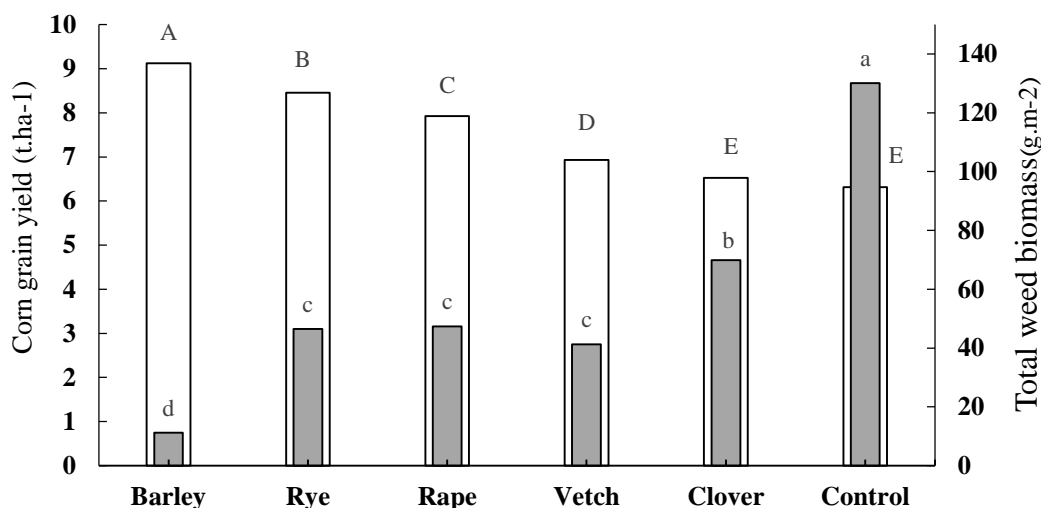 Corn grain yield (t.ha-1)
10
9
8
7
6
5
4
3
2
1
0
A
B
C
D
E
E
a
b
c
c
c
d
140
120
100
80
60
40
20
0
Total weed biomass(g.m-2)
Barley Rye Rape Vetch Clover Control